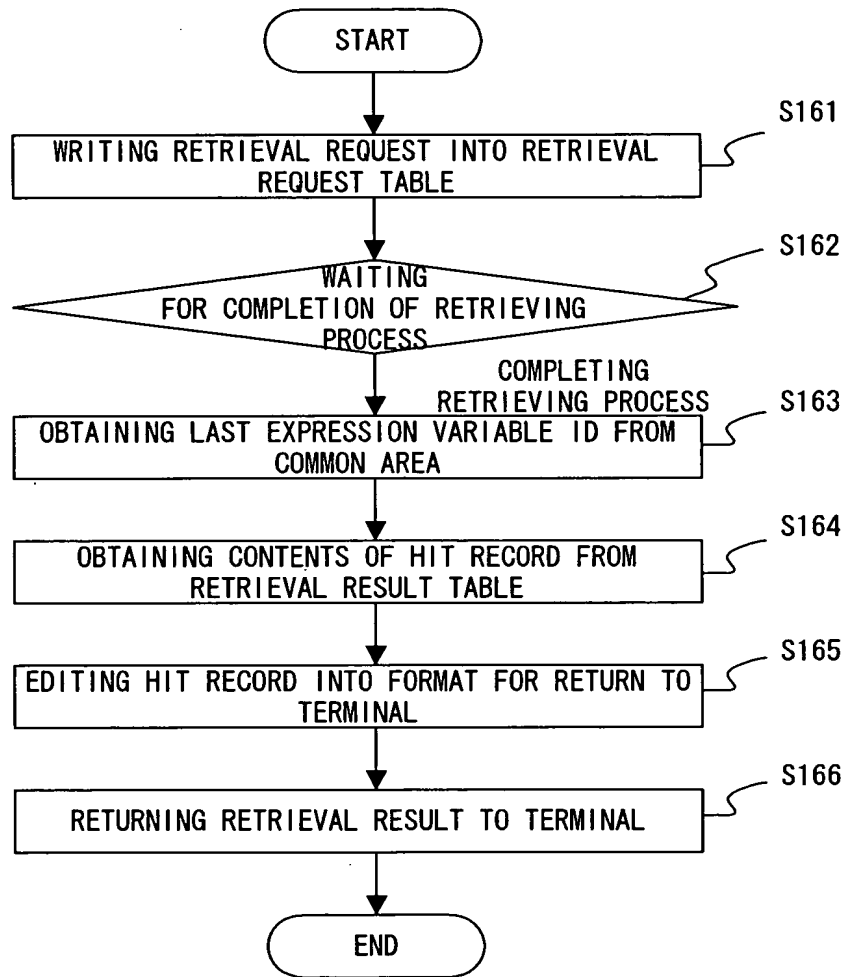 START
S161
WRITING RETRIEVAL REQUEST INTO RETRIEVAL
REQUEST TABLE
S162
WAITING
FOR COMPLETION OF RETRIEVING
PROCESS
COMPLETING
RETRIEVING PROCESS
S163
OBTAINING LAST EXPRESSION VARIABLE ID FROM
COMMON AREA
S164
OBTAINING CONTENTS OF HIT RECORD FROM
RETRIEVAL RESULT TABLE
S165
EDITING HIT RECORD INTO FORMAT FOR RETURN TO
TERMINAL
S166
RETURNING RETRIEVAL RESULT TO TERMINAL
END